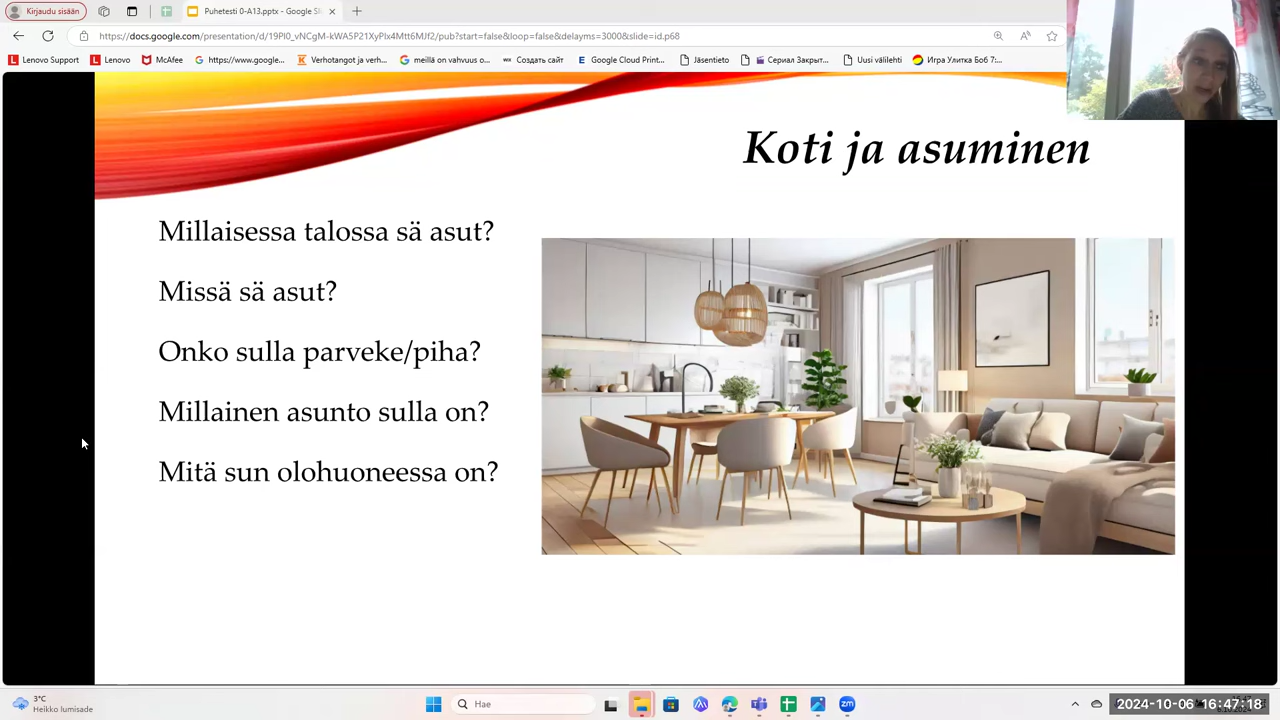 Kirjaudu sisään
Puhetesti 0-A13.pptx - Google Sl
https://docs.google.com/presentation/d/19Pl0_vNCgM-kWA5P21XyPlx4Mtt6MJf2/pub?start=false&loop=false&delayms=3000&slide=id.p68
Lenovo Support
Lenovo
McAfee
https://www.google...
Verhotangot ja verh...
meillä on vahvuus o...
Создать сайт
Google Cloud Print...
Jäsentieto
Сериал Закрыт...
Uusi välilehti
Игра Улитка Боб 7:...
Koti ja asuminen
Millaisessa talossa sä asut?
Missä sä asut?
Onko sulla parveke/piha?
Millainen asunto sulla on?
Mitä sun olohuoneessa on?
3°C
Heikko lumisade
Hae
2024-10-06 16:47:18